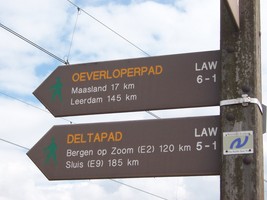 OEVERLOPERPAD LAW
Maasland 17 km 6-1
Leerdam 145 km
DELTAPAD LAW
Bergen op Zoom (E2) 120 km 5-1
Sluis (E9) 185 km